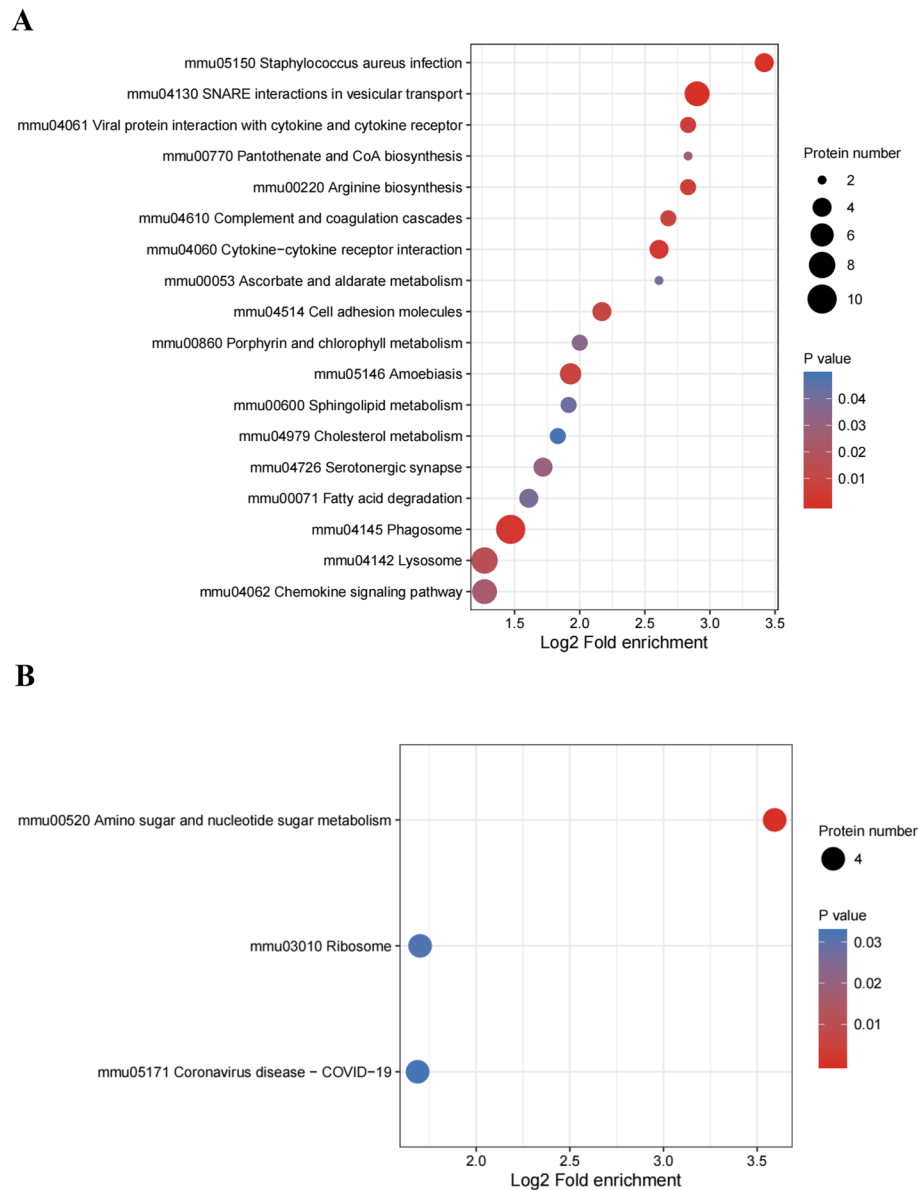 A
mmu05150 Staphylococcus aureus infection
mmu04130 SNARE interactions in vesicular transport
mmu04061 Viral protein interaction with cytokine and cytokine receptor
mmu00770 Pantothenate and CoA biosynthesis
mmu00220 Arginine biosynthesis
mmu04610 Complement and coagulation cascades
mmu04060 Cytokine−cytokine receptor interaction
mmu00053 Ascorbate and aldarate metabolism
mmu04514 Cell adhesion molecules
mmu00860 Porphyrin and chlorophyll metabolism
mmu05146 Amoebiasis
mmu00600 Sphingolipid metabolism
mmu04979 Cholesterol metabolism
mmu04726 Serotonergic synapse
mmu00071 Fatty acid degradation
mmu04145 Phagosome
mmu04142 Lysosome
mmu04062 Chemokine signaling pathway
1.5 2.0 2.5 3.0 3.5
Log2 Fold enrichment
Protein number
2
4
6
8
10
P value
0.04
0.03
0.02
0.01
B
mmu00520 Amino sugar and nucleotide sugar metabolism
mmu03010 Ribosome
mmu05171 Coronavirus disease − COVID−19
2.0 2.5 3.0 3.5
Log2 Fold enrichment
Protein number
4
P value
0.03
0.02
0.01